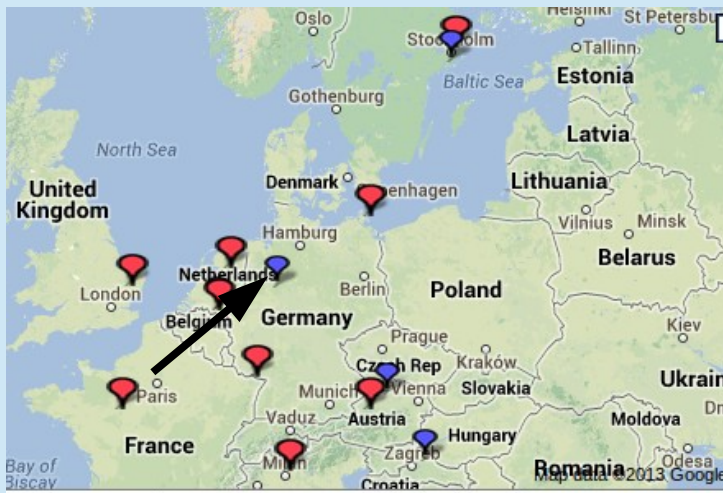 Oslo
Helsinki
St Petersbu
Stockholm
Tallinn
Baltic Sea
Estonia
Gothenburg
North Sea
Latvia
United
Kingdom
Denmark
Copenhagen
Lithuania
Vilnius
Minsk
Hamburg
Netherlands
Belarus
London
Berlin
Poland
Belgium
Germany
Kiev
Prague
Czech Rep
Kraków
Ukrain
Paris
Munich
Vienna
Slovakia
Vaduz
Austria
Moldova
France
Hungary
Zagreb
Milan
Bay of
Biscay
Romania
Odesa
Croatia
Map data ©2013 Google